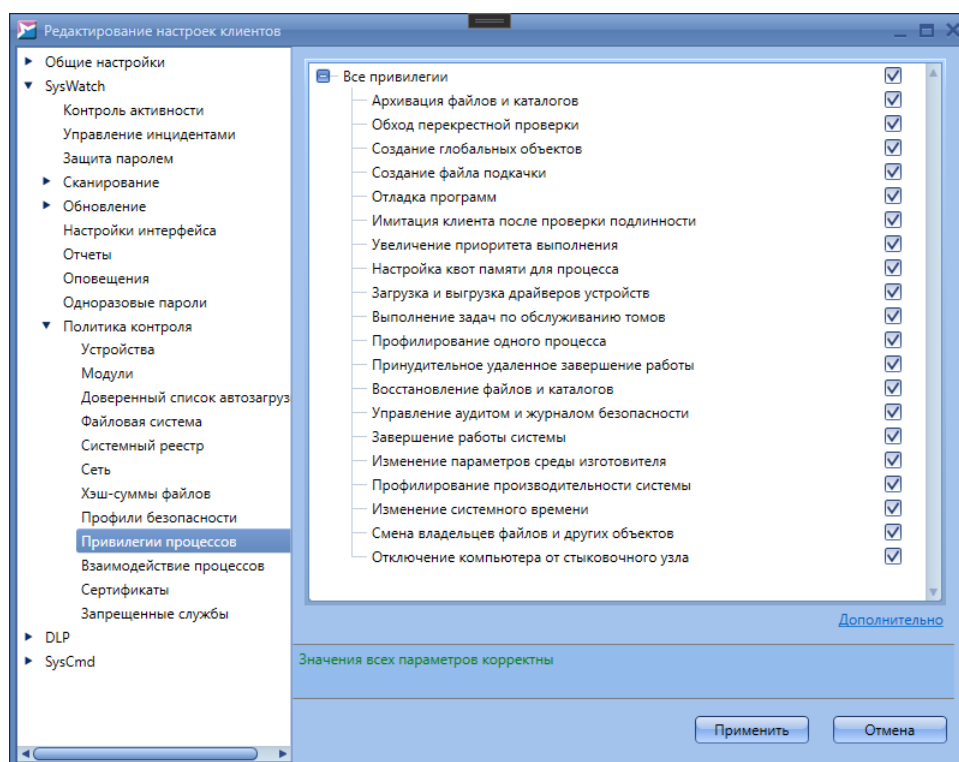 Редактирование настроек клиентов
Общие настройки
SysWatch
Контроль активности
Управление инцидентами
Защита паролем
Сканирование
Обновление
Настройки интерфейса
Отчеты
Оповещения
Одноразовые пароли
Политика контроля
Устройства
Модули
Доверенный список автозагруз
Файловая система
Системный реестр
Сеть
Хэш-суммы файлов
Профили безопасности
Привилегии процессов
Взаимодействие процессов
Сертификаты
Запрещенные службы
DLP
SysCmd
Все привилегии
Архивация файлов и каталогов
Обход перекрестной проверки
Создание глобальных объектов
Создание файла подкачки
Отладка программ
Имитация клиента после проверки подлинности
Увеличение приоритета выполнения
Настройка квот памяти для процесса
Загрузка и выгрузка драйверов устройств
Выполнение задач по обслуживанию томов
Профилирование одного процесса
Принудительное удаленное завершение работы
Восстановление файлов и каталогов
Управление аудитом и журналом безопасности
Завершение работы системы
Изменение параметров среды изготовителя
Профилирование производительности системы
Изменение системного времени
Смена владельцев файлов и других объектов
Отключение компьютера от стыковочного узла
Дополнительно
Значения всех параметров корректны
Применить
Отмена